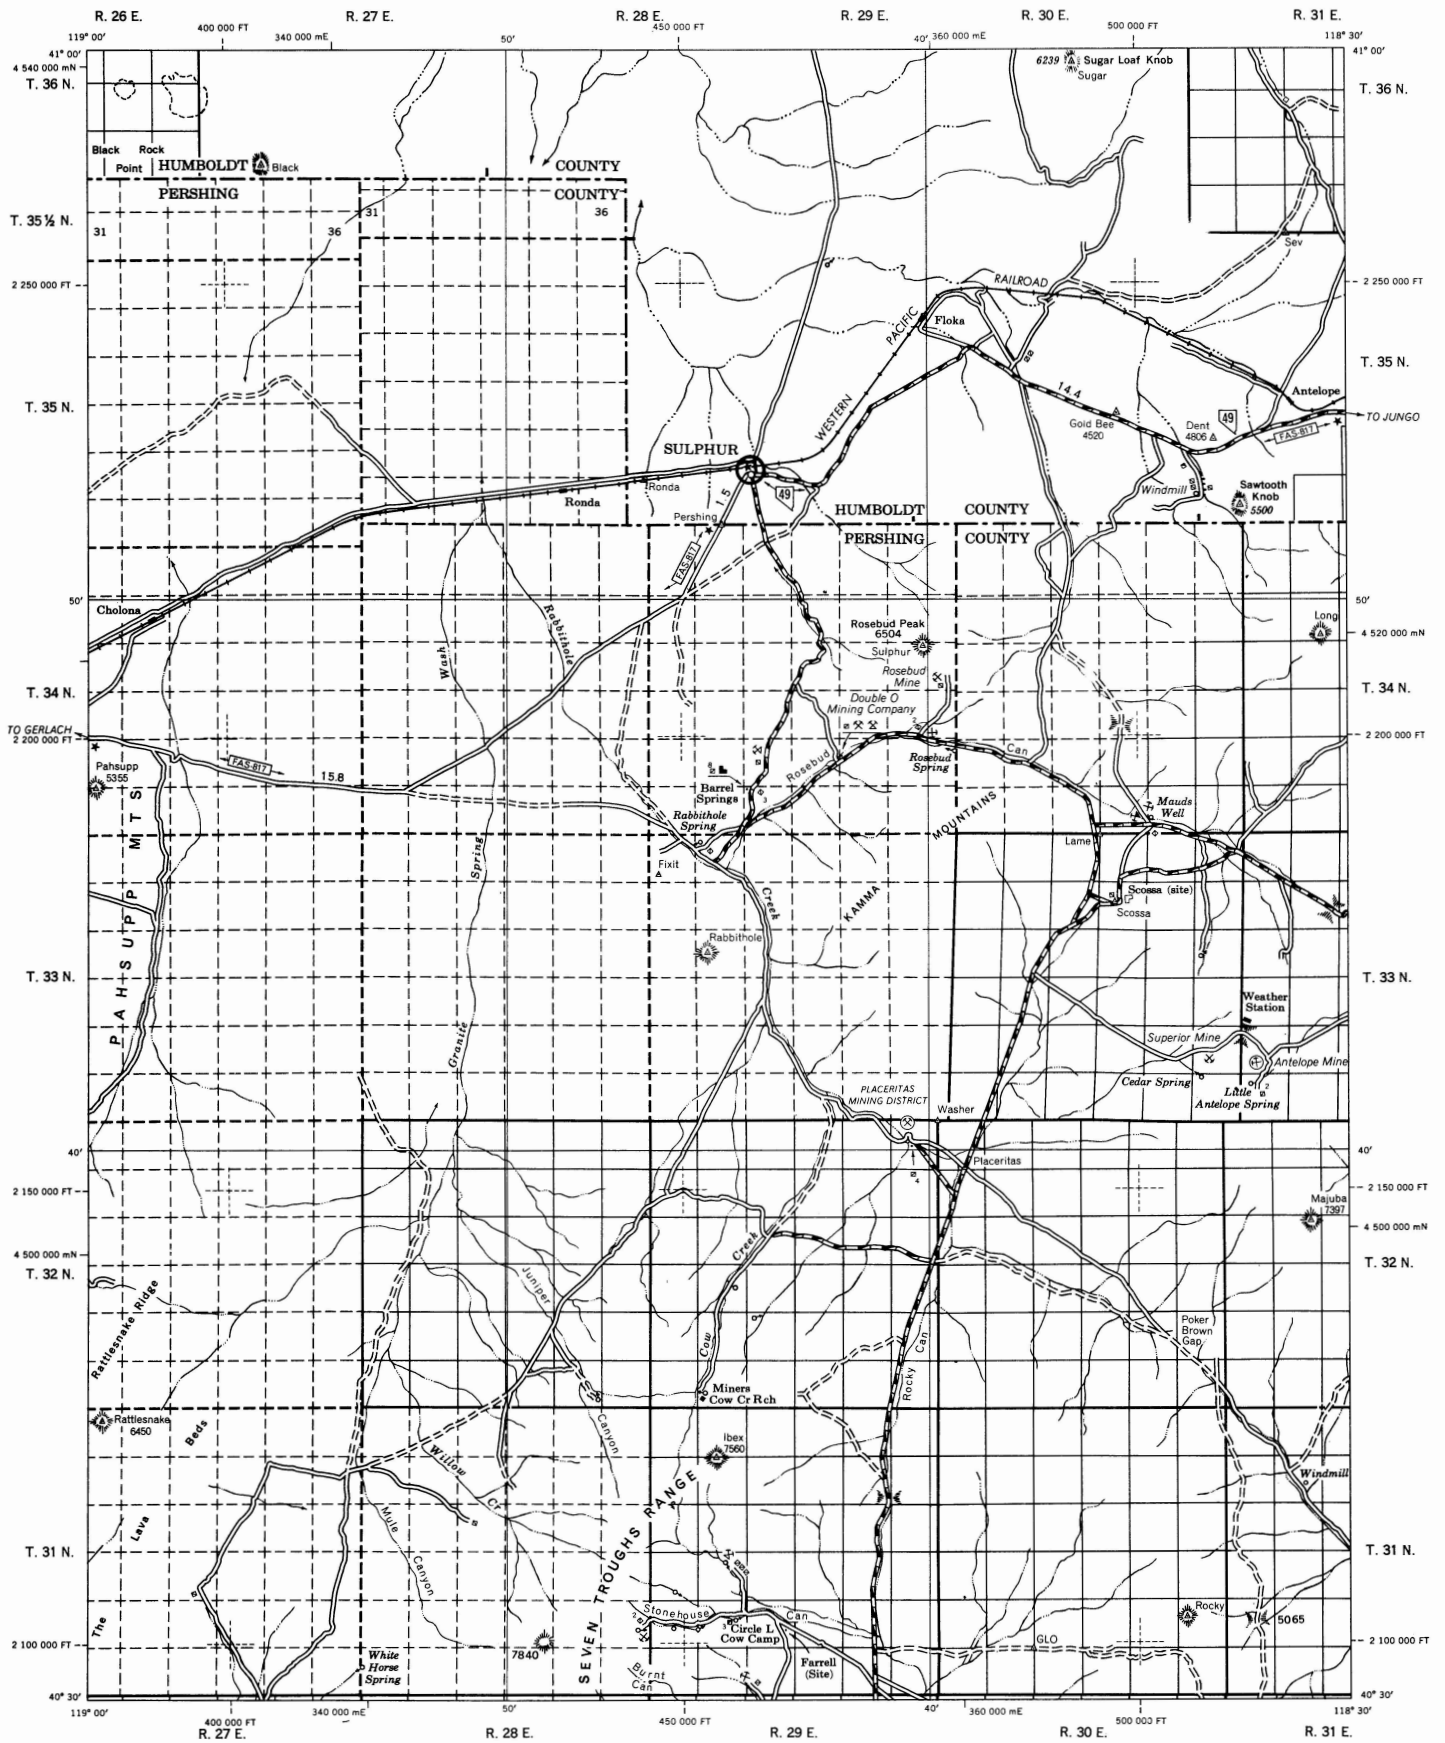 R. 26 E. R. 27 E. R. 28 E. R. 29 E. R. 30 E. R. 31 E.
119° 00′ 400 000 FT 340 000 mE 50′ 450 000 FT 40′ 360 000 mE 500 000 FT 118° 30′
41° 00′ 41° 00′
4 540 000 mN
6239 Sugar Loaf Knob
Sugar
T. 36 N. T. 36 N.
Black Rock
Point
HUMBOLDT COUNTY
Black
PERSHING COUNTY
T. 35 ½ N.
31 36 31 36
Sev
2 250 000 FT 2 250 000 FT
RAILROAD
PACIFIC
Floka
WESTERN
T. 35 N. T. 35 N.
14.4
Antelope
TO JUNGO
49
FAS-817
Gold Bee
4520
Dent
4806
SULPHUR
Ronda
Ronda
1.5
49
Pershing
FAS-817
Windmill
Sawtooth
Knob
5500
HUMBOLDT COUNTY
PERSHING COUNTY
50′ 50′
Cholona
Rabbithole
Wash
Rosebud Peak
6504
Sulphur
Long
4 520 000 mN
Rosebud
Mine
T. 34 N. T. 34 N.
Double O
Mining Company
2
TO GERLACH
2 200 000 FT 2 200 000 FT
Pahsupp
5355
FAS-817
15.8
Rosebud Can
Rosebud
Spring
8
Barrel
Springs
3
Rabbithole
Spring
MOUNTAINS
KAMMA
Mauds
Well
Lame
Fixit
PAHSUPP MTS
Spring
Creek
Scossa (site)
Scossa
Rabbithole
T. 33 N. T. 33 N.
Weather
Station
Granite
Superior Mine
Antelope Mine
Cedar Spring
2
Little
Antelope Spring
PLACERITAS
MINING DISTRICT
Washer
40′ 40′
Placeritas
4
2 150 000 FT 2 150 000 FT
Majuba
7397
4 500 000 mN 4 500 000 mN
Creek
T. 32 N. T. 32 N.
Juniper
Rattlesnake Ridge
Poker
Brown
Gap
Cow
Rocky Can
Miners
Cow Cr Rch
Rattlesnake
6450
Canyon
Ibex
7560
Willow
Cr
Windmill
The Lava Beds
Mule
Canyon
SEVEN TROUGHS RANGE
T. 31 N. T. 31 N.
Stonehouse Can
3
Circle L
Cow Camp
Rocky
5065
GLO
2 100 000 FT 2 100 000 FT
7840
White
Horse
Spring
Farrell
(Site)
Burnt
Can
40° 30′ 40° 30′
119° 00′ 400 000 FT 340 000 mE 50′ 450 000 FT 40′ 360 000 mE 500 000 FT 118° 30′
R. 27 E. R. 28 E. R. 29 E. R. 30 E. R. 31 E.